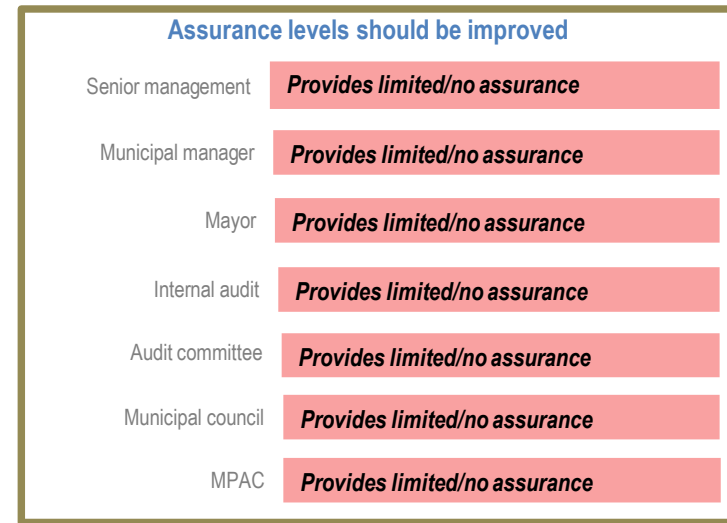 Assurance levels should be improved
Senior management Provides limited/no assurance
Municipal manager Provides limited/no assurance
Mayor Provides limited/no assurance
Internal audit Provides limited/no assurance
Audit committee Provides limited/no assurance
Municipal council Provides limited/no assurance
MPAC Provides limited/no assurance